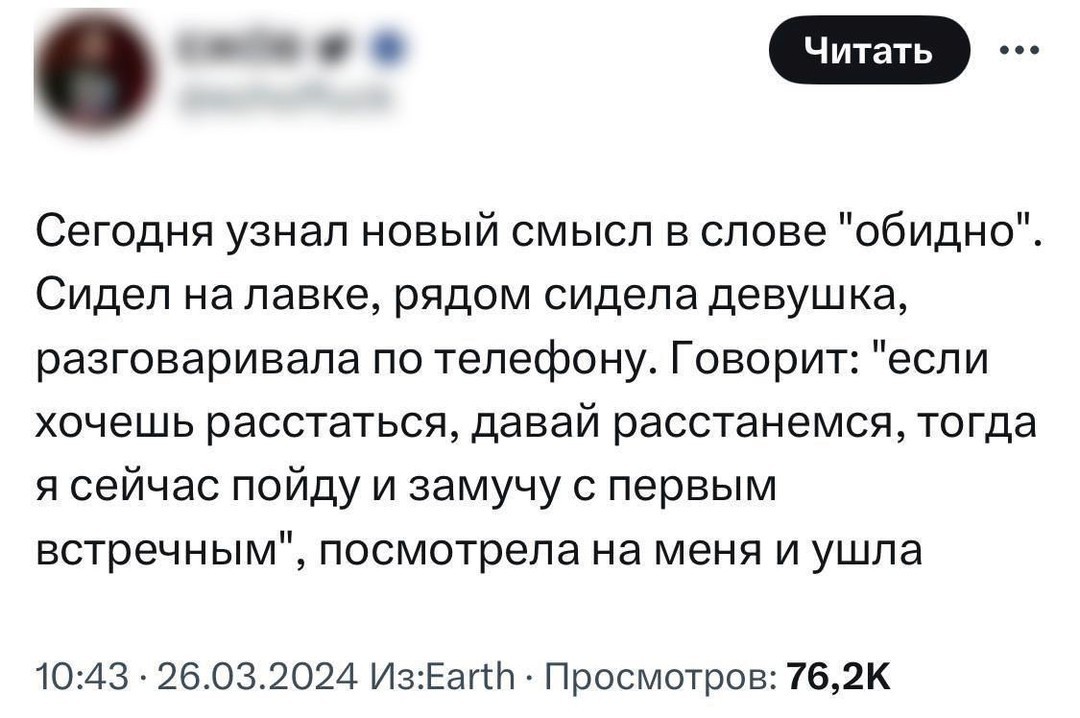 Читать
Сегодня узнал новый смысл в слове "обидно".
Сидел на лавке, рядом сидела девушка,
разговаривала по телефону. Говорит: "если
хочешь расстаться, давай расстанемся, тогда
я сейчас пойду и замучу с первым
встречным", посмотрела на меня и ушла
10:43 · 26.03.2024 Из:Earth · Просмотров: 76,2K